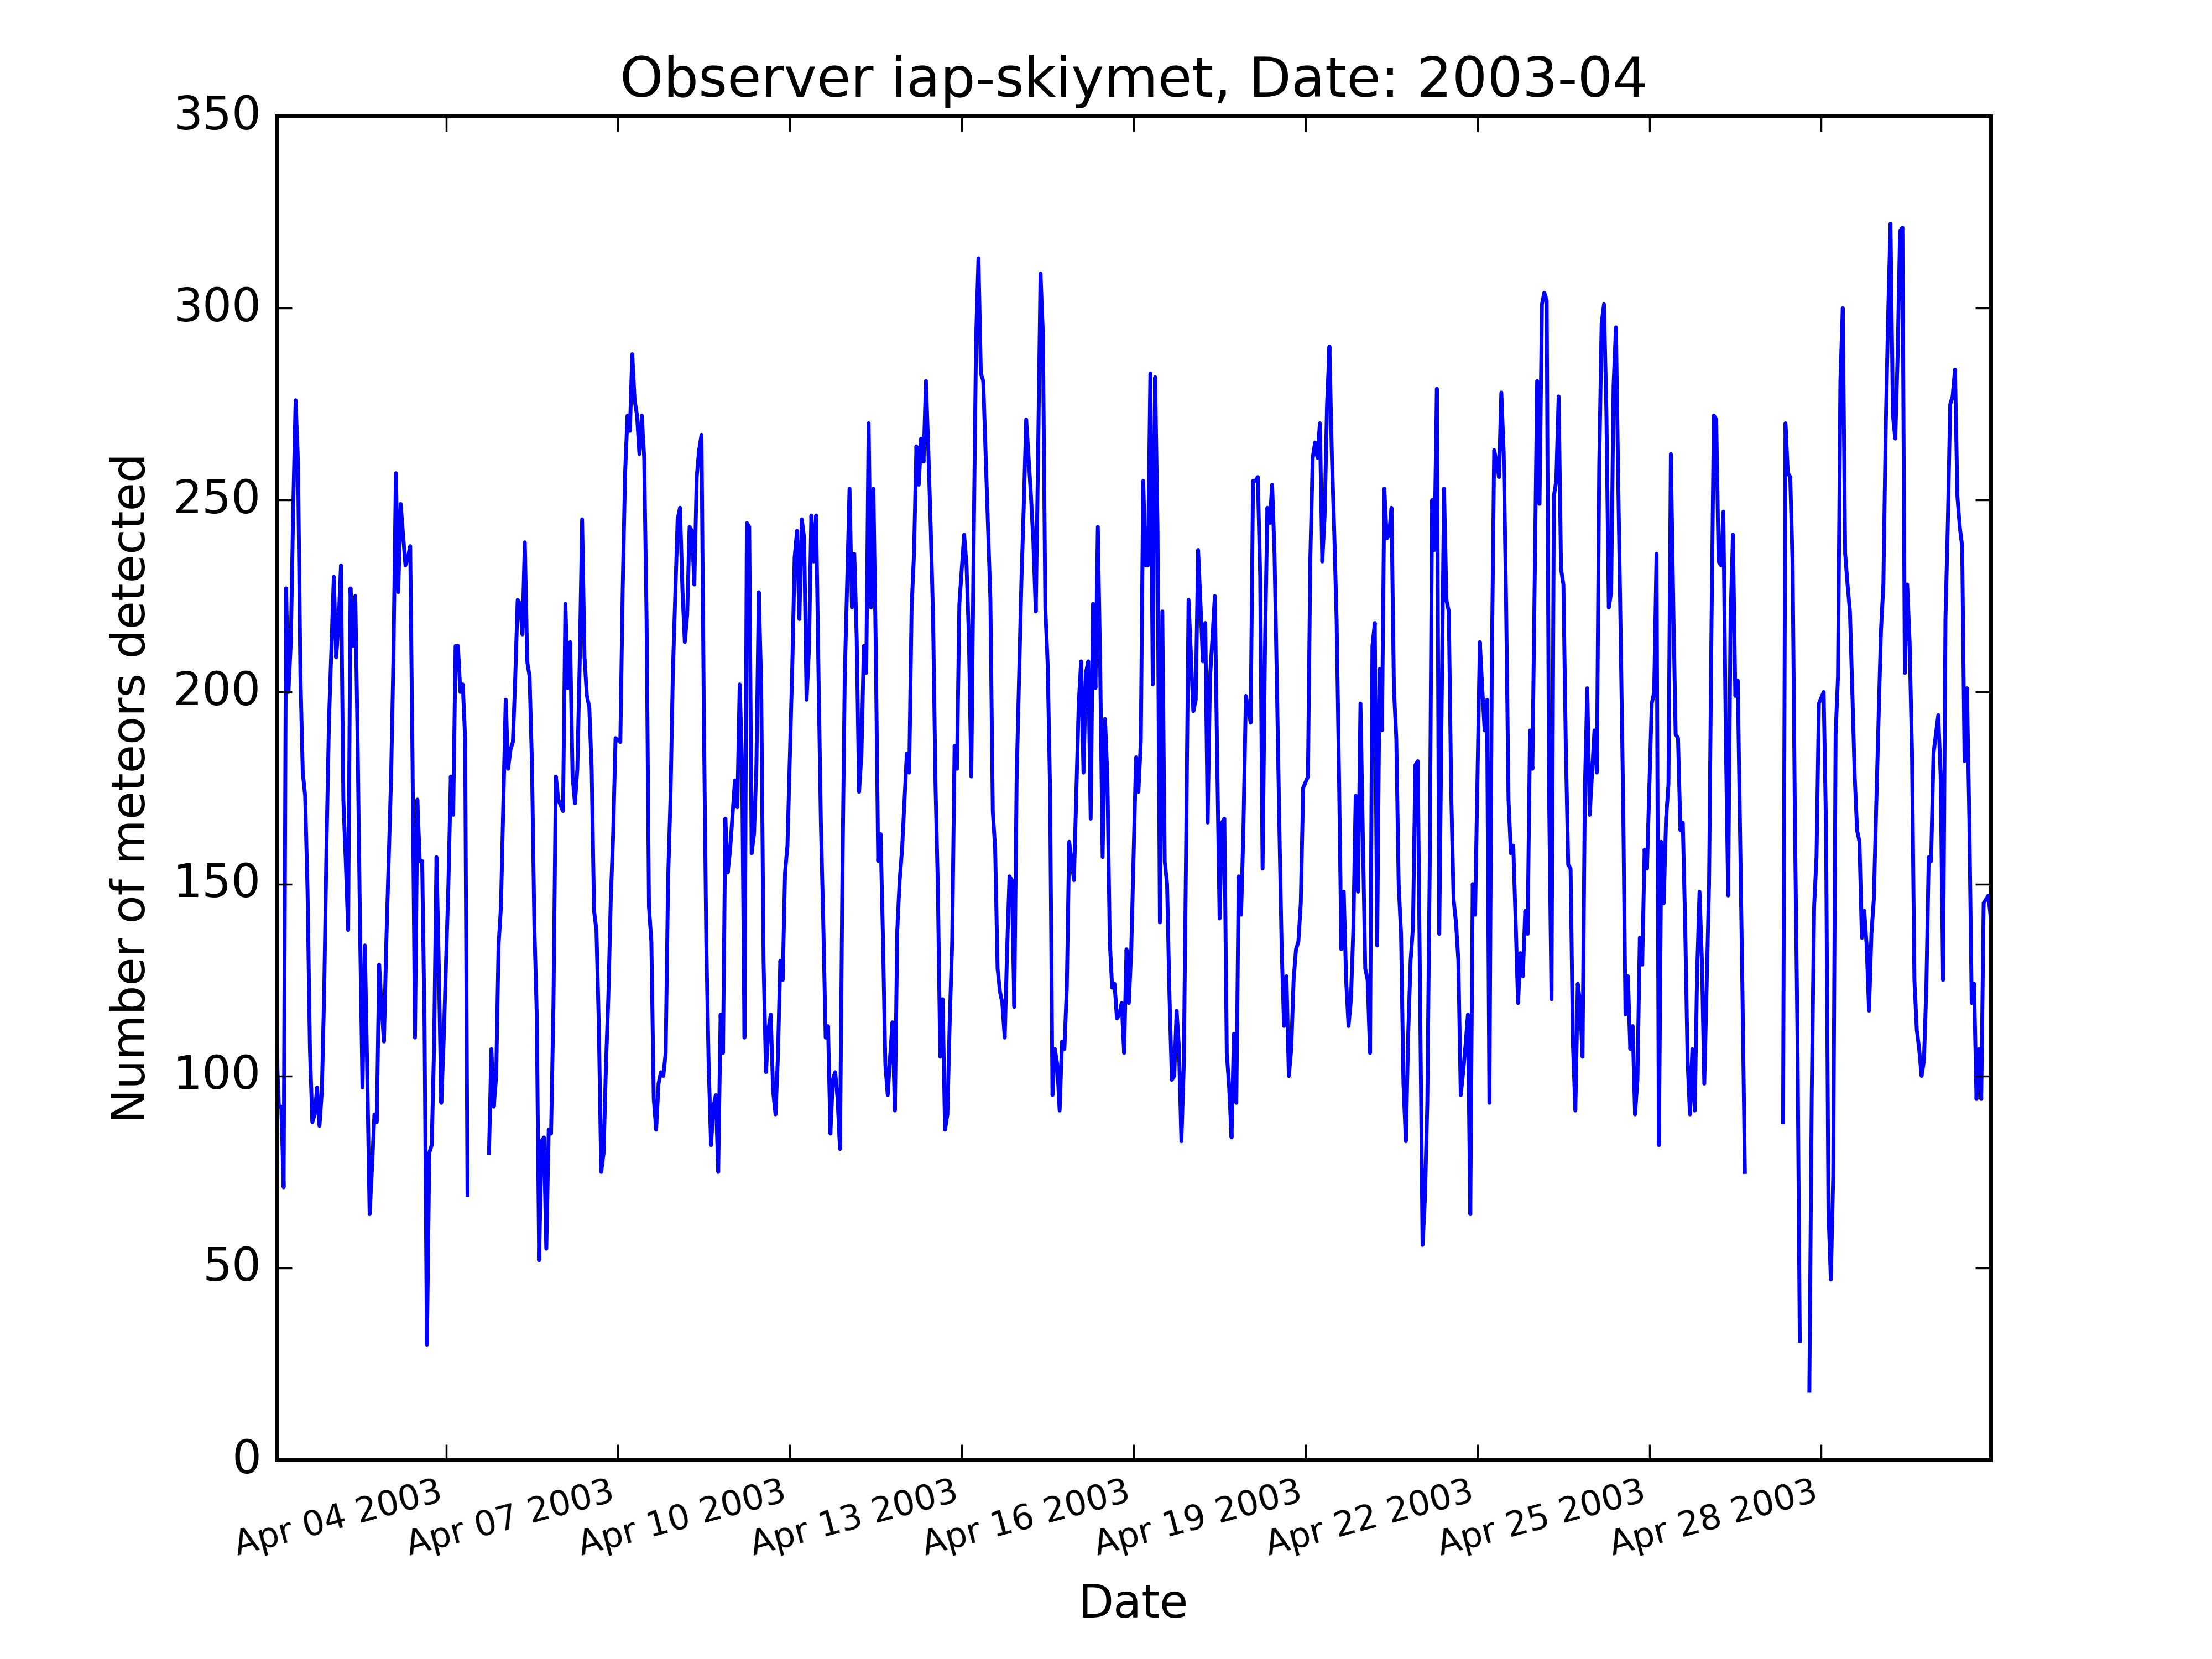 Observer iap-skiymet, Date: 2003-04
350
300
250
200
150
100
50
0
Number of meteors detected
Apr 04 2003
Apr 07 2003
Apr 10 2003
Apr 13 2003
Apr 16 2003
Apr 19 2003
Apr 22 2003
Apr 25 2003
Apr 28 2003
Date